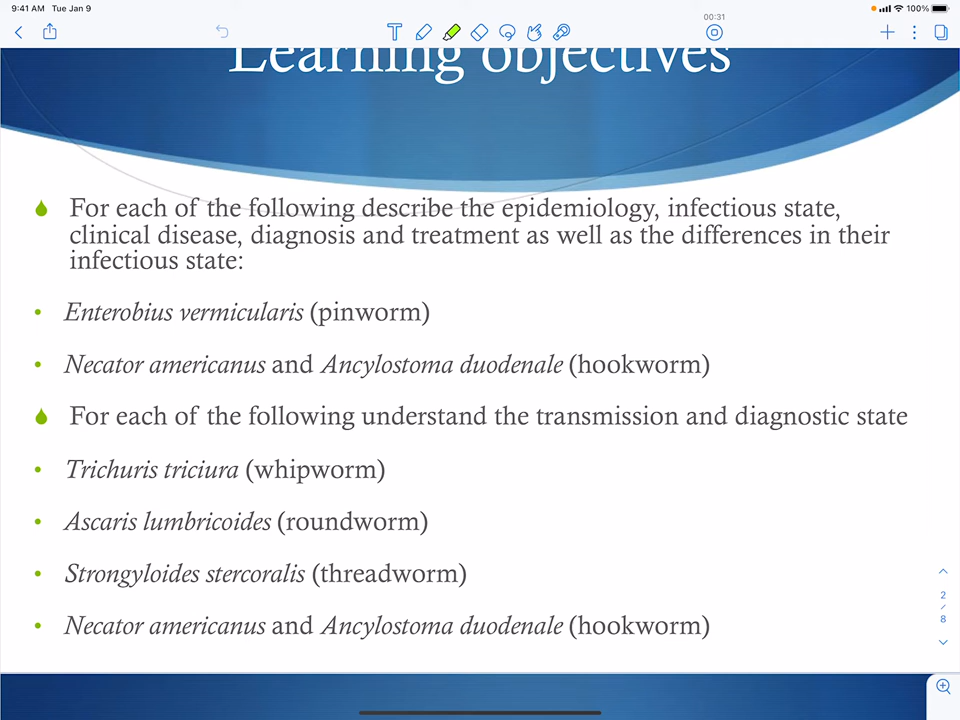 9:41 AM Tue Jan 9
100%
00:31
Learning objectives
For each of the following describe the epidemiology, infectious state,
clinical disease, diagnosis and treatment as well as the differences in their
infectious state:
• Enterobius vermicularis (pinworm)
• Necator americanus and Ancylostoma duodenale (hookworm)
For each of the following understand the transmission and diagnostic state
• Trichuris triciura (whipworm)
• Ascaris lumbricoides (roundworm)
• Strongyloides stercoralis (threadworm)
• Necator americanus and Ancylostoma duodenale (hookworm)
2
/
8